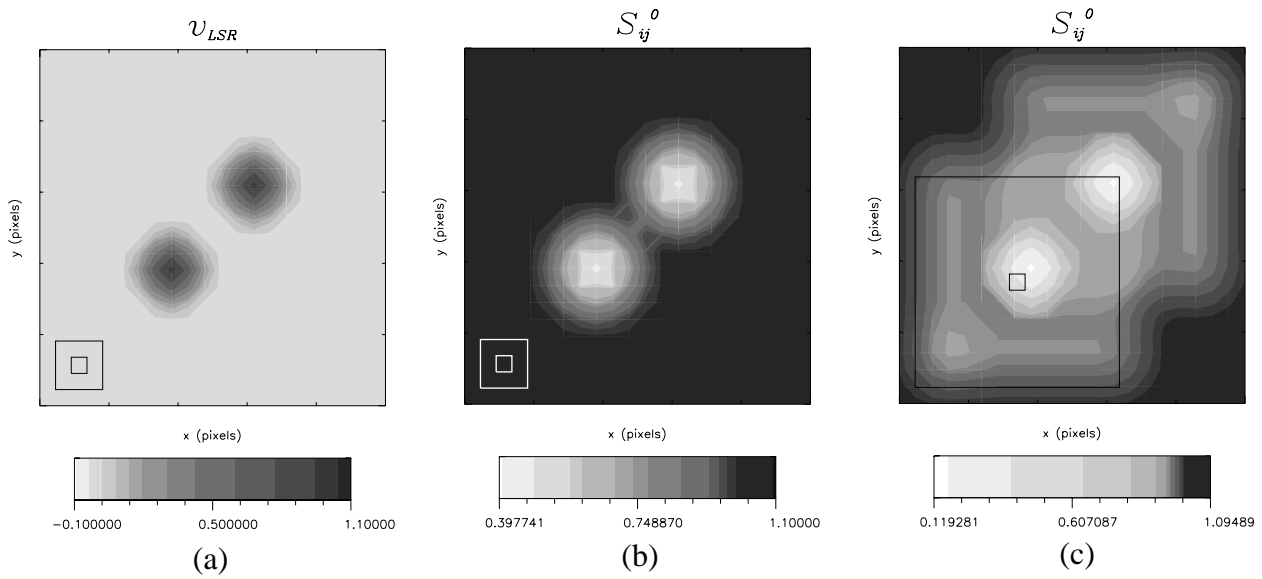 υ_LSR
S_ij^0
S_ij^0
y (pixels)
y (pixels)
y (pixels)
x (pixels)
x (pixels)
x (pixels)
−0.100000 0.500000 1.10000
0.397741 0.748870 1.10000
0.119281 0.607087 1.09489
(a)
(b)
(c)